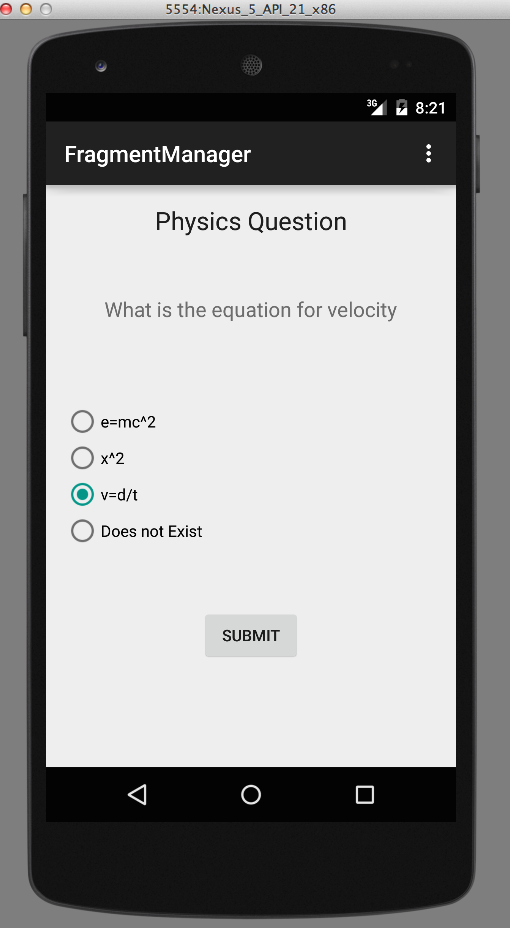 5554:Nexus_5_API_21_x86
3G 8:21
FragmentManager
Physics Question
What is the equation for velocity
e=mc^2
x^2
v=d/t
Does not Exist
SUBMIT